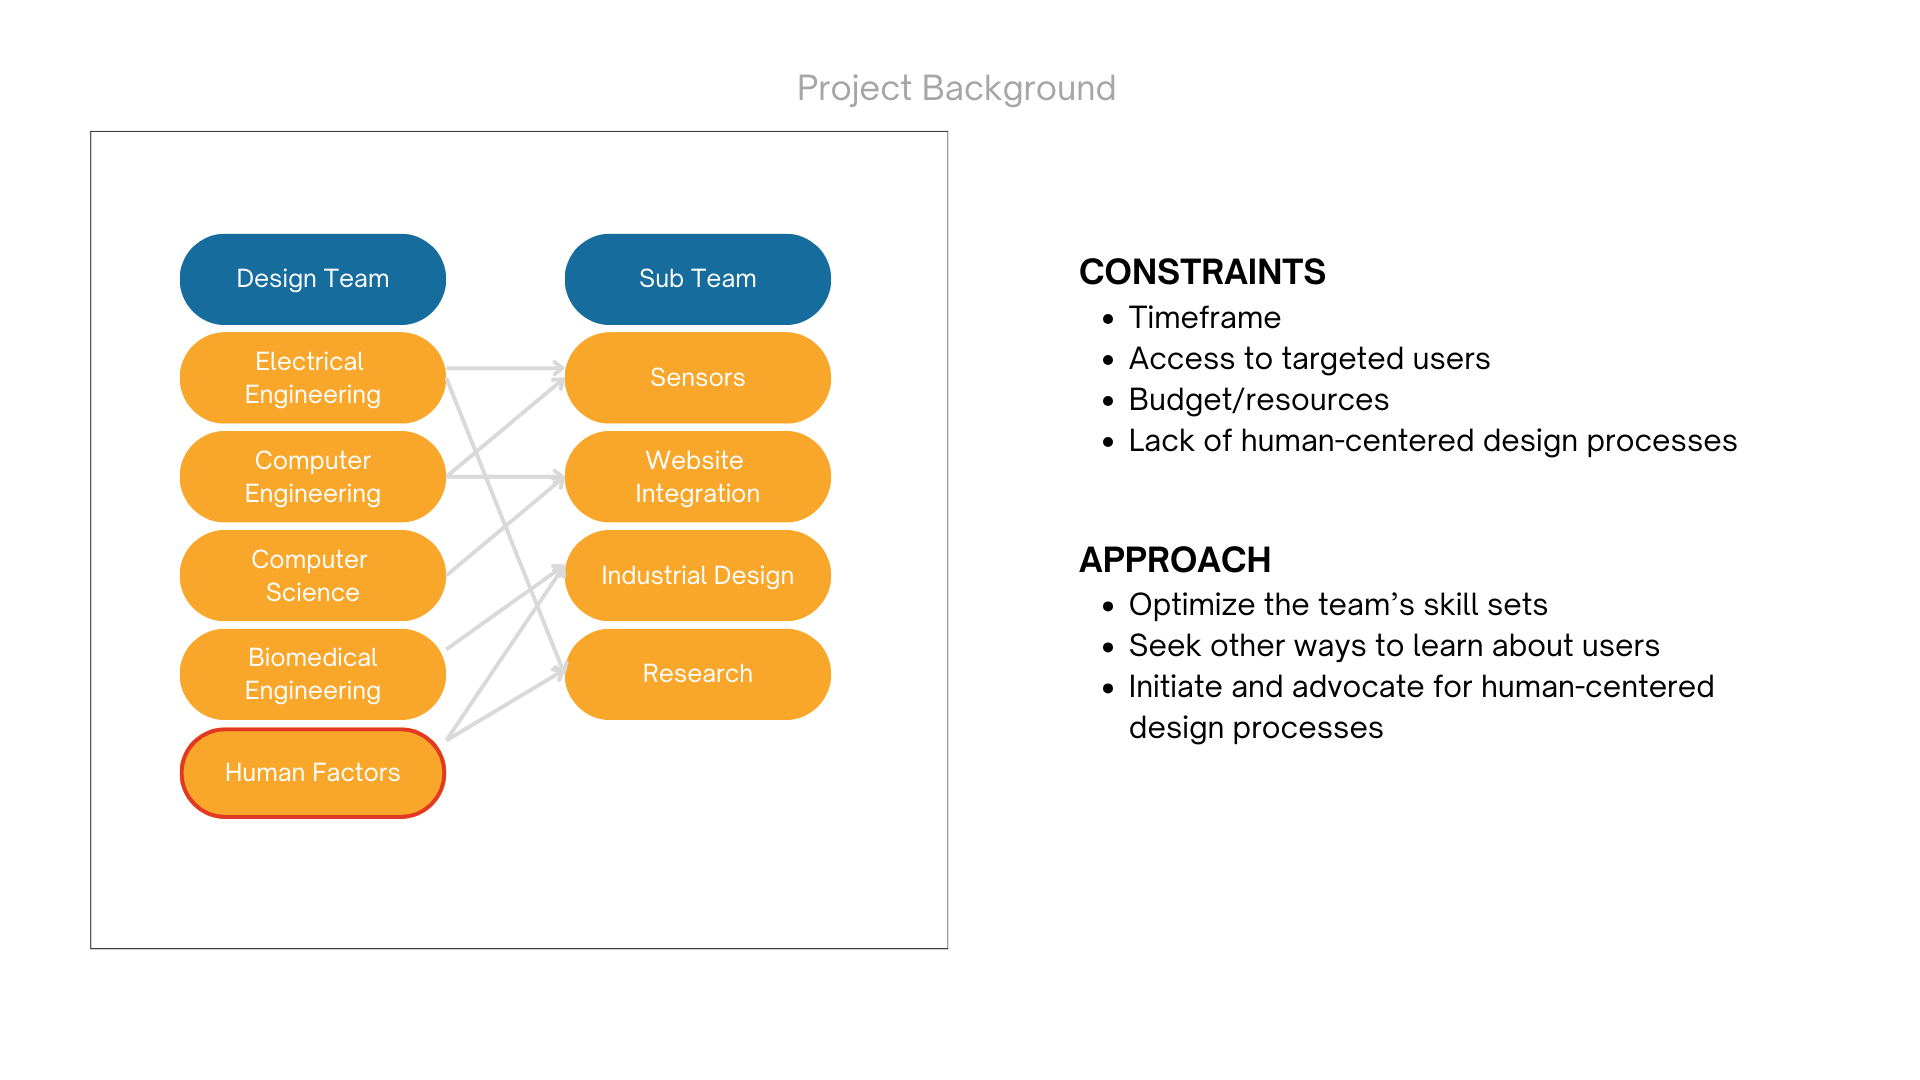 Project Background
Design Team
Electrical
Engineering
Computer
Engineering
Computer
Science
Biomedical
Engineering
Human Factors
Sub Team
Sensors
Website
Integration
Industrial Design
Research
CONSTRAINTS
• Timeframe
• Access to targeted users
• Budget/resources
• Lack of human-centered design processes
APPROACH
• Optimize the team’s skill sets
• Seek other ways to learn about users
• Initiate and advocate for human-centered
design processes